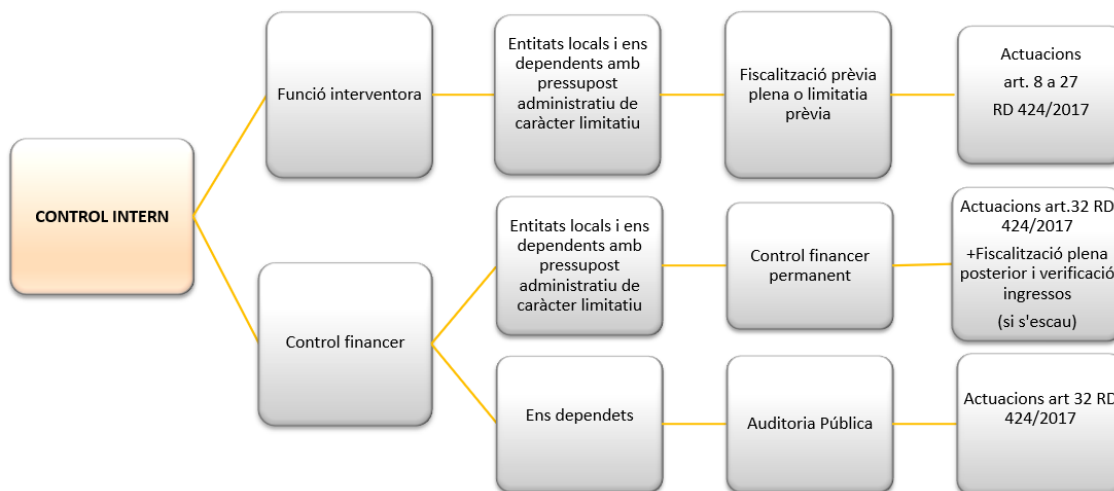 CONTROL INTERN
Funció interventora
Entitats locals i ens
dependents amb
pressupost
administratiu de
caràcter limitatiu
Fiscalització prèvia
plena o limitatia
prèvia
Actuacions
art. 8 a 27
RD 424/2017
Control financer
Entitats locals i ens
dependents amb
pressupost
administratiu de
caràcter limitatiu
Control financer
permanent
Actuacions art.32 RD
424/2017
+Fiscalització plena
posterior i verificació
ingressos
(si s'escau)
Ens dependets
Auditoria Pública
Actuacions art 32 RD
424/2017